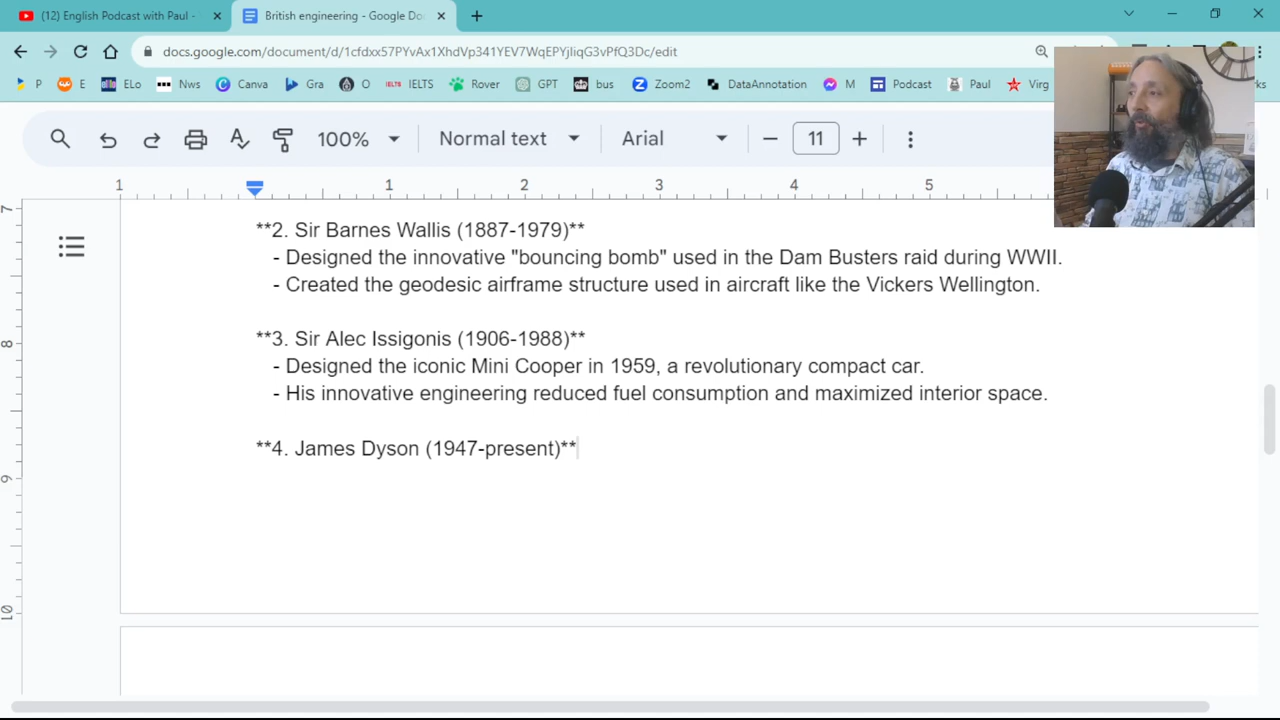 (12) English Podcast with Paul -
British engineering - Google Do
docs.google.com/document/d/1cfdxx57PYvAx1XhdVp341YEV7WqEPYjIiqG3vPfQ3Dc/edit
P E ELo Nws Canva Gra O IELTS IELTS Rover GPT bus Zoom2 DataAnnotation M Podcast Paul Virg rks
100% Normal text Arial 11
1 1 2 3 4 5
7
**2. Sir Barnes Wallis (1887-1979)**
- Designed the innovative "bouncing bomb" used in the Dam Busters raid during WWII.
- Created the geodesic airframe structure used in aircraft like the Vickers Wellington.
8
**3. Sir Alec Issigonis (1906-1988)**
- Designed the iconic Mini Cooper in 1959, a revolutionary compact car.
- His innovative engineering reduced fuel consumption and maximized interior space.
**4. James Dyson (1947-present)**
9
10